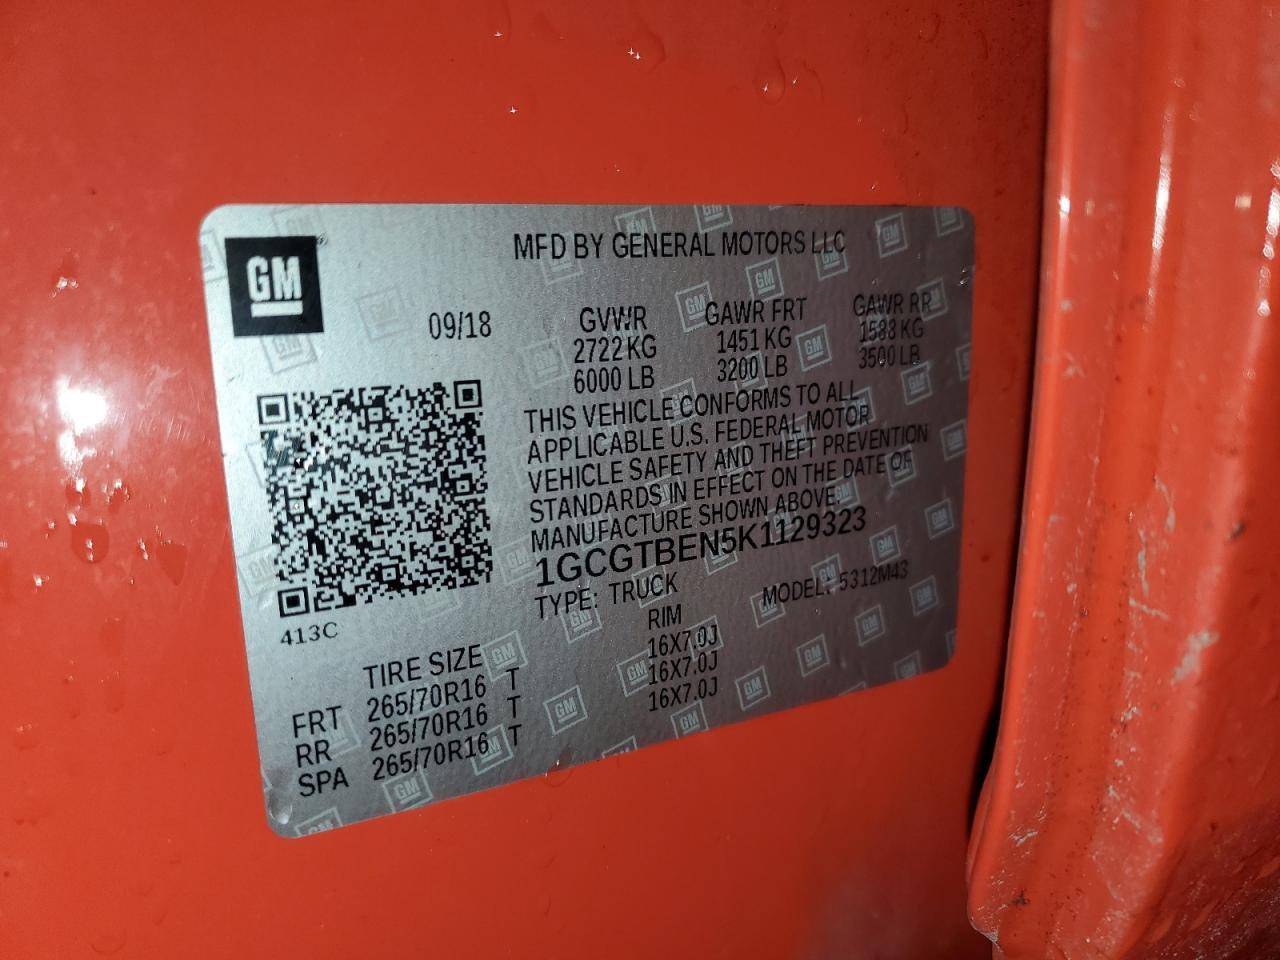 GM
MFD BY GENERAL MOTORS LLC
09/18
GVWR GAWR FRT GAWR RR
2722 KG 1451 KG 1588 KG
6000 LB 3200 LB 3500 LB
THIS VEHICLE CONFORMS TO ALL
APPLICABLE U.S. FEDERAL MOTOR
VEHICLE SAFETY AND THEFT PREVENTION
STANDARDS IN EFFECT ON THE DATE OF
MANUFACTURE SHOWN ABOVE.
1GCGTBEN5K1129323
TYPE: TRUCK MODEL: 5312M43
413C
TIRE SIZE RIM
FRT 265/70R16 T 16X7.0J
RR 265/70R16 T 16X7.0J
SPA 265/70R16 T 16X7.0J